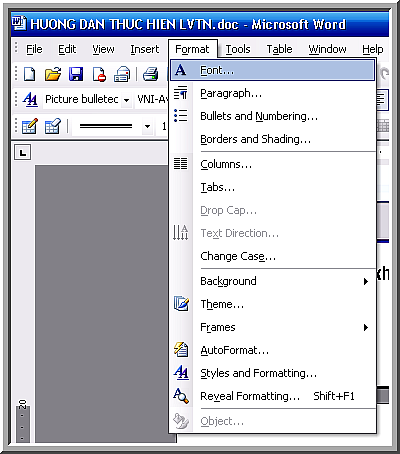 HUONG DAN THUC HIEN LVTN.doc - Microsoft Word
File Edit View Insert Format Tools Table Window Help
Font...
Picture bulletec VNI-Av
Paragraph...
Bullets and Numbering...
1
Borders and Shading...
Columns...
Tabs...
Drop Cap...
Text Direction...
Change Case...
Background
Theme...
Frames
AutoFormat...
Styles and Formatting...
Reveal Formatting... Shift+F1
Object...
20